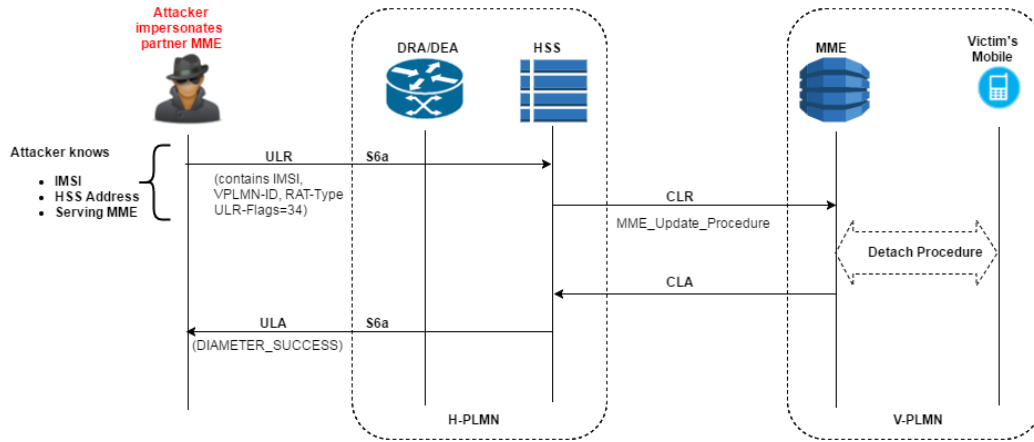 Attacker
impersonates
partner MME
DRA/DEA
HSS
MME
Victim's
Mobile
Attacker knows
• IMSI
• HSS Address
• Serving MME
ULR
S6a
(contains IMSI,
VPLMN-ID, RAT-Type
ULR-Flags=34)
CLR
MME_Update_Procedure
Detach Procedure
CLA
ULA
S6a
(DIAMETER_SUCCESS)
H-PLMN
V-PLMN